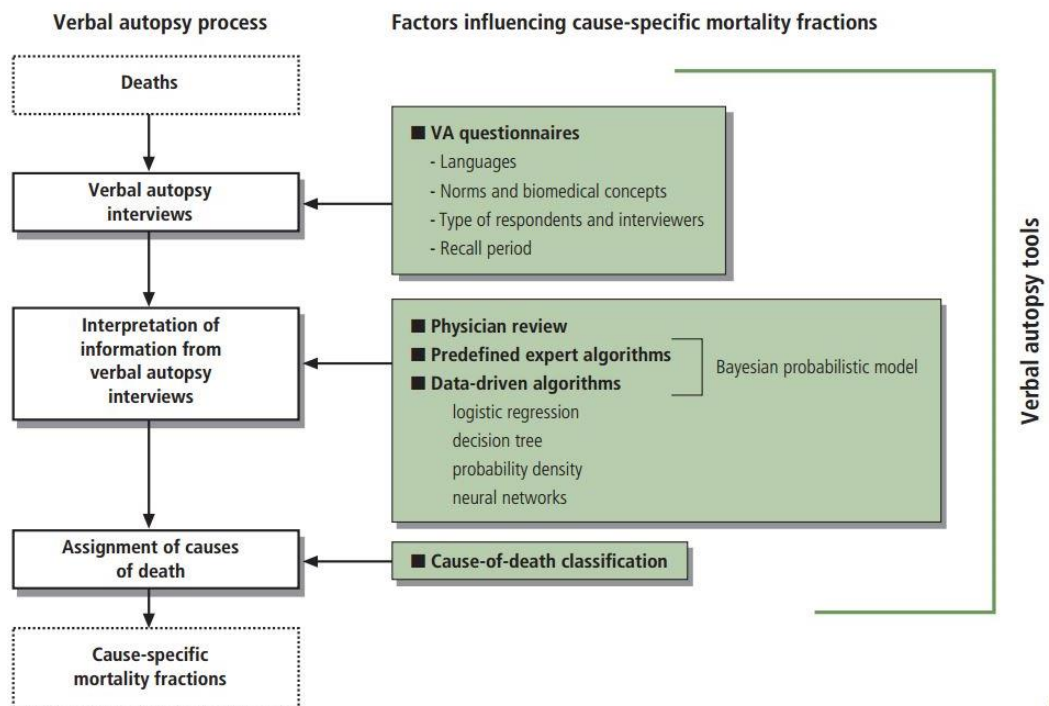 Verbal autopsy process
Factors influencing cause-specific mortality fractions
Deaths
■ VA questionnaires
- Languages
- Norms and biomedical concepts
- Type of respondents and interviewers
- Recall period
Verbal autopsy
interviews
Interpretation of
information from
verbal autopsy
interviews
■ Physician review
■ Predefined expert algorithms
■ Data-driven algorithms
logistic regression
decision tree
probability density
neural networks
Bayesian probabilistic model
Assignment of causes
of death
■ Cause-of-death classification
Cause-specific
mortality fractions
Verbal autopsy tools